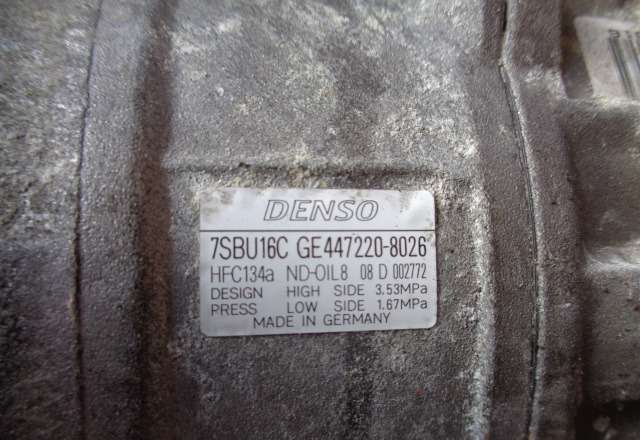 DENSO
7SBU16C GE447220-8026
HFC134a ND-OIL8 08 D 002772
DESIGN HIGH SIDE 3.53MPa
PRESS LOW SIDE 1.67MPa
MADE IN GERMANY